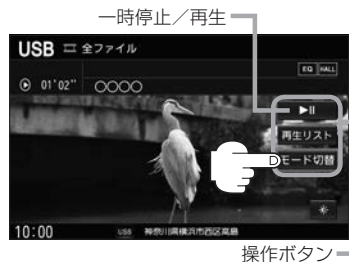 一時停止／再生
USB 全ファイル
EQ HALL
01'02" ○○○○
►II
再生リスト
モード切替
10:00 USB 神奈川県横浜市西区高島
操作ボタン